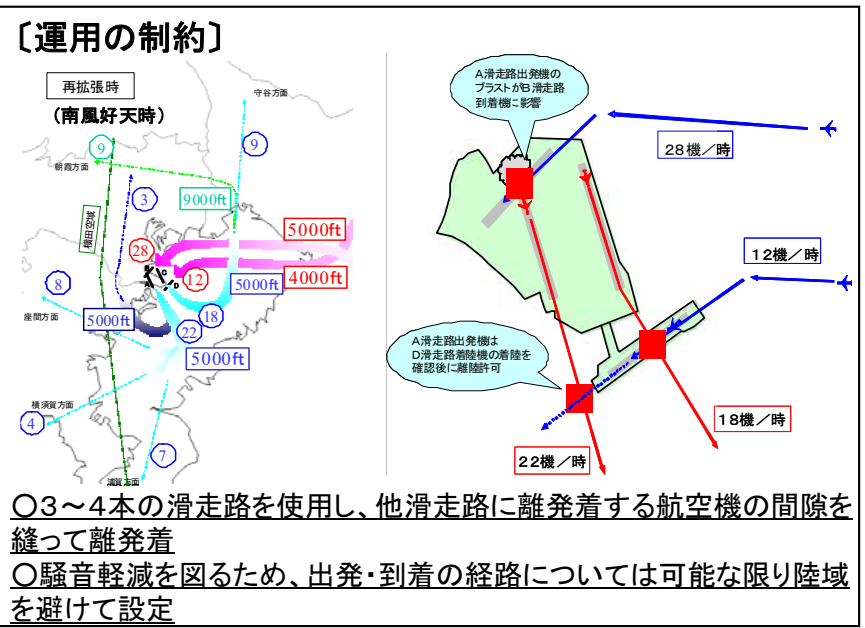 〔運用の制約〕
再拡張時
(南風好天時)
守谷方面
9
9
朝霞方面
3
9000ft
横田空域
5000ft
28
4000ft
12
5000ft
8
18
座間方面
5000ft
22
5000ft
横須賀方面
4
7
浦賀方面
A滑走路出発機の
ブラストがB滑走路
到着機に影響
28機／時
12機／時
A滑走路出発機は
D滑走路着陸機の着陸を
確認後に離陸許可
18機／時
22機／時
○3～4本の滑走路を使用し、他滑走路に離発着する航空機の間隙を
縫って離発着
○騒音軽減を図るため、出発・到着の経路については可能な限り陸域
を避けて設定